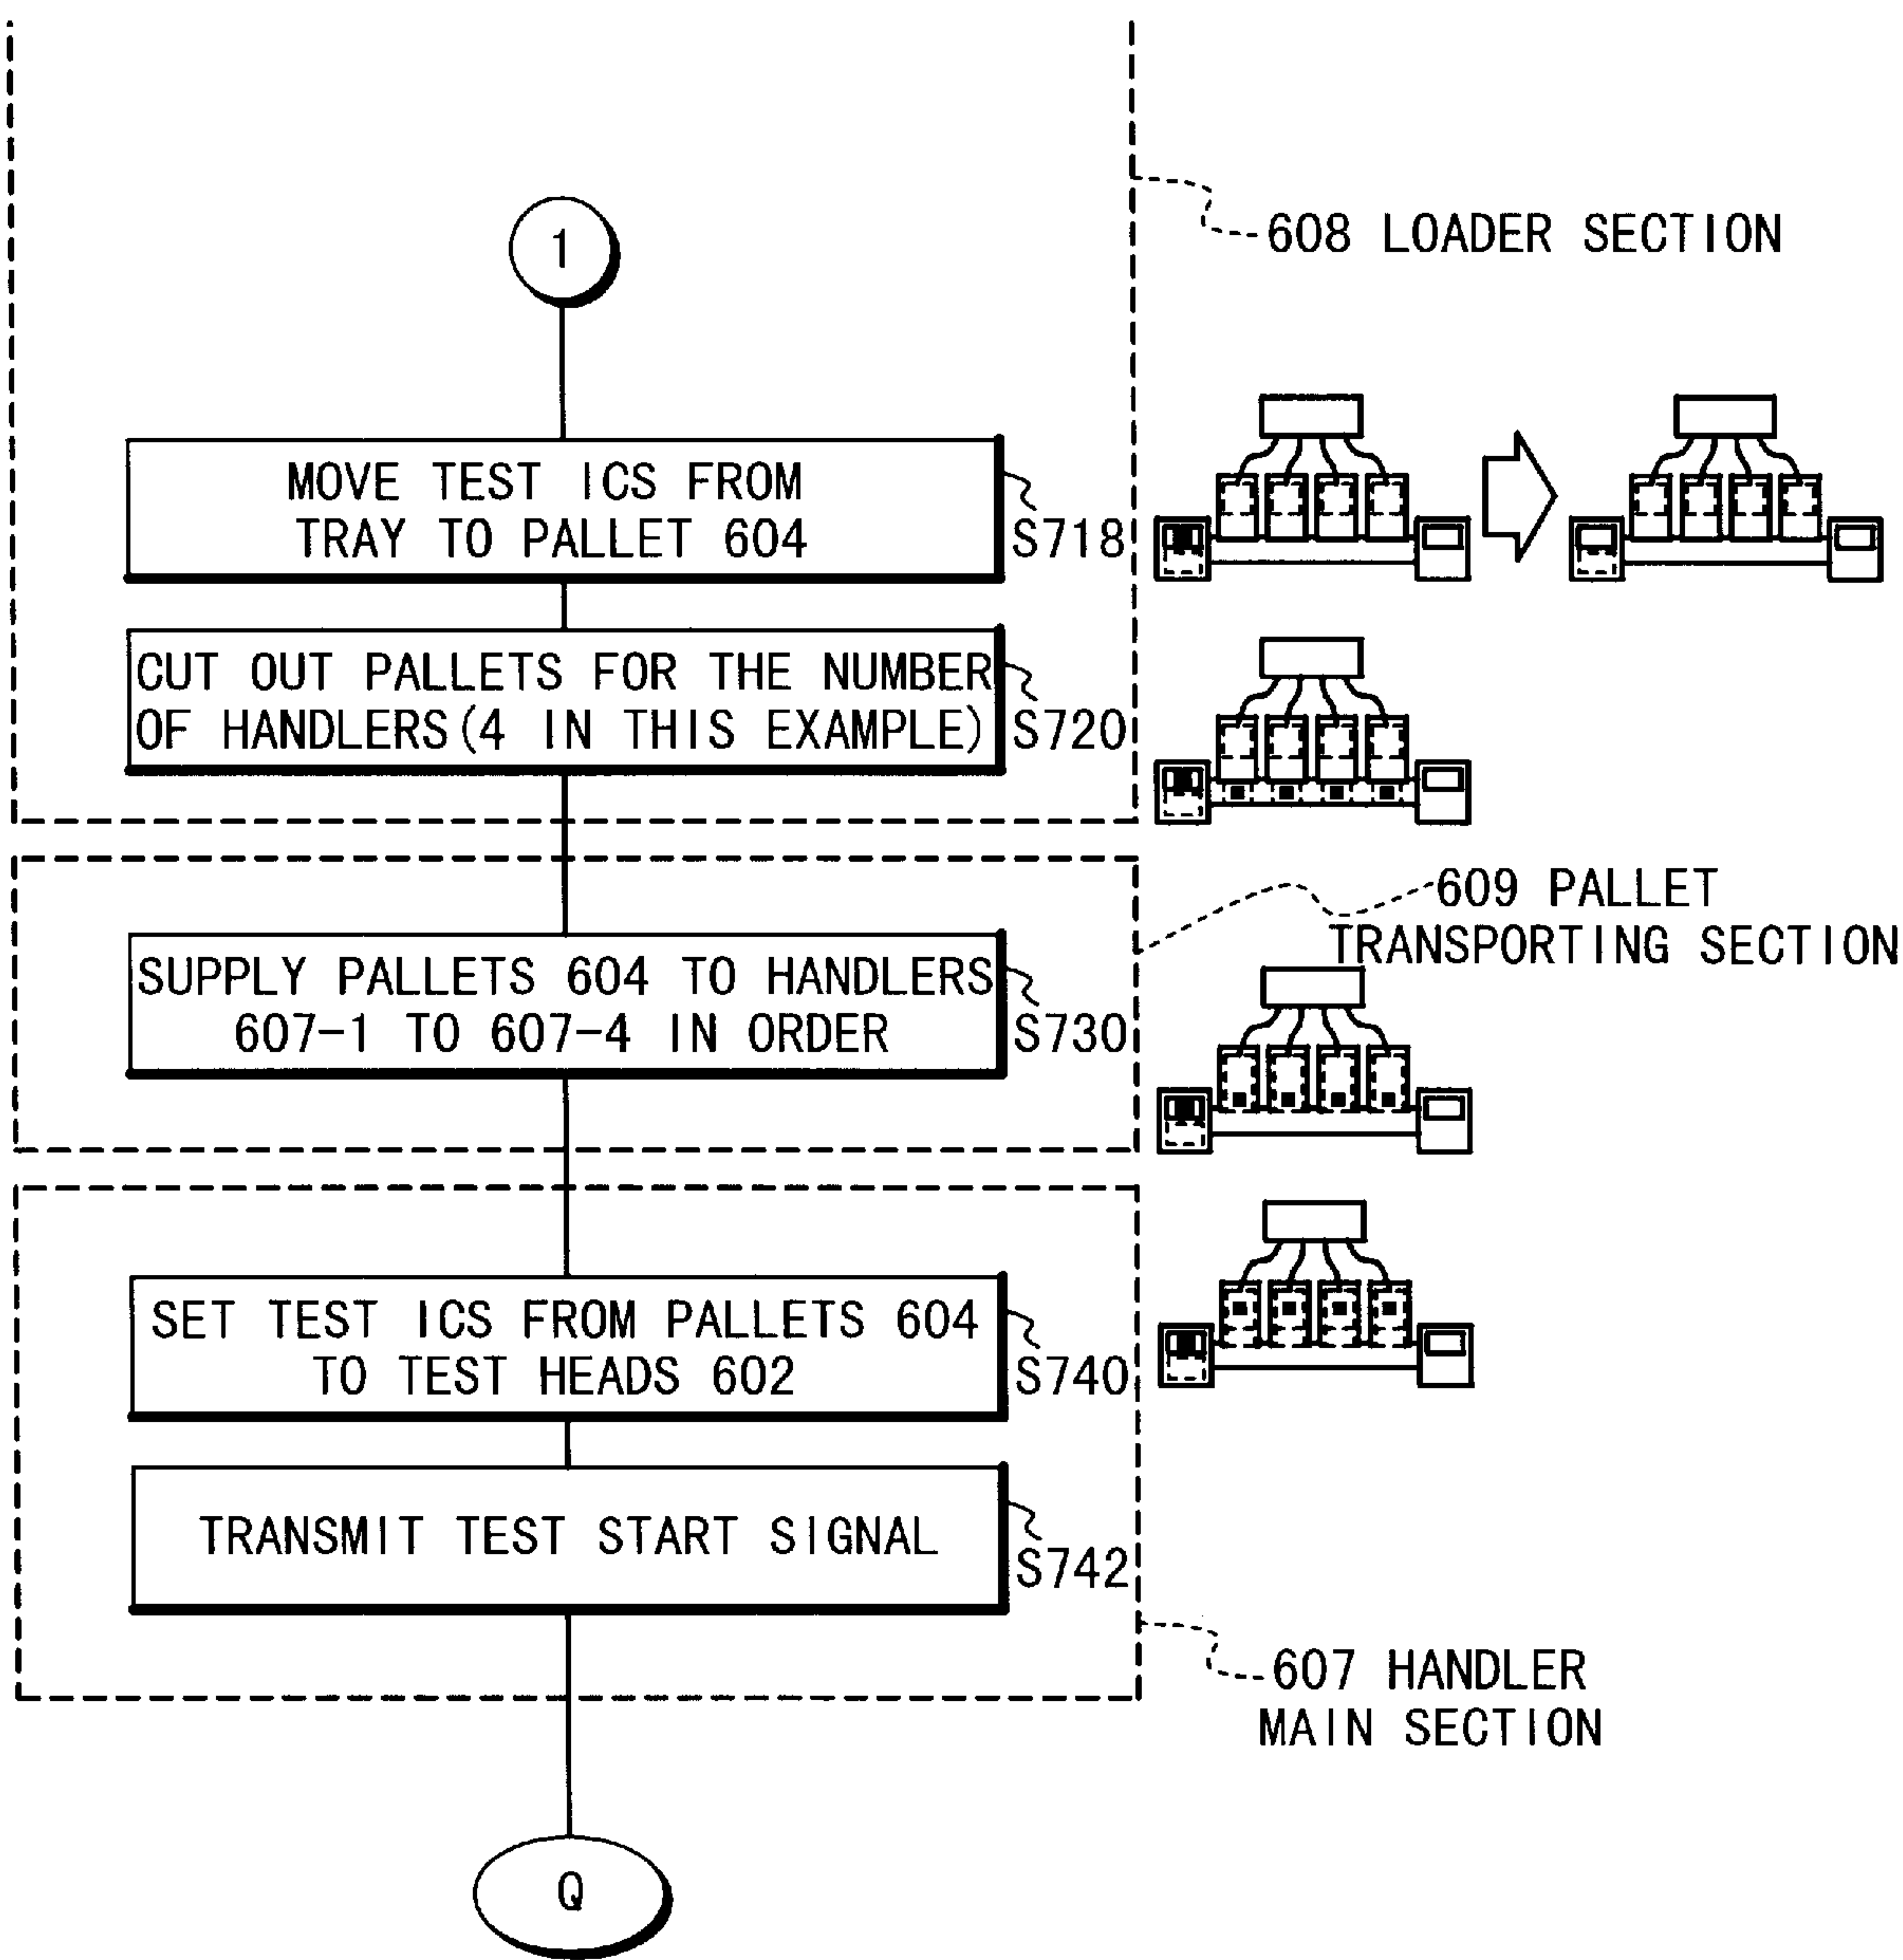 1
608 LOADER SECTION
MOVE TEST ICS FROM
TRAY TO PALLET 604
S718
CUT OUT PALLETS FOR THE NUMBER
OF HANDLERS(4 IN THIS EXAMPLE)
S720
609 PALLET
TRANSPORTING SECTION
SUPPLY PALLETS 604 TO HANDLERS
607-1 TO 607-4 IN ORDER
S730
SET TEST ICS FROM PALLETS 604
TO TEST HEADS 602
S740
TRANSMIT TEST START SIGNAL
S742
607 HANDLER
MAIN SECTION
Q